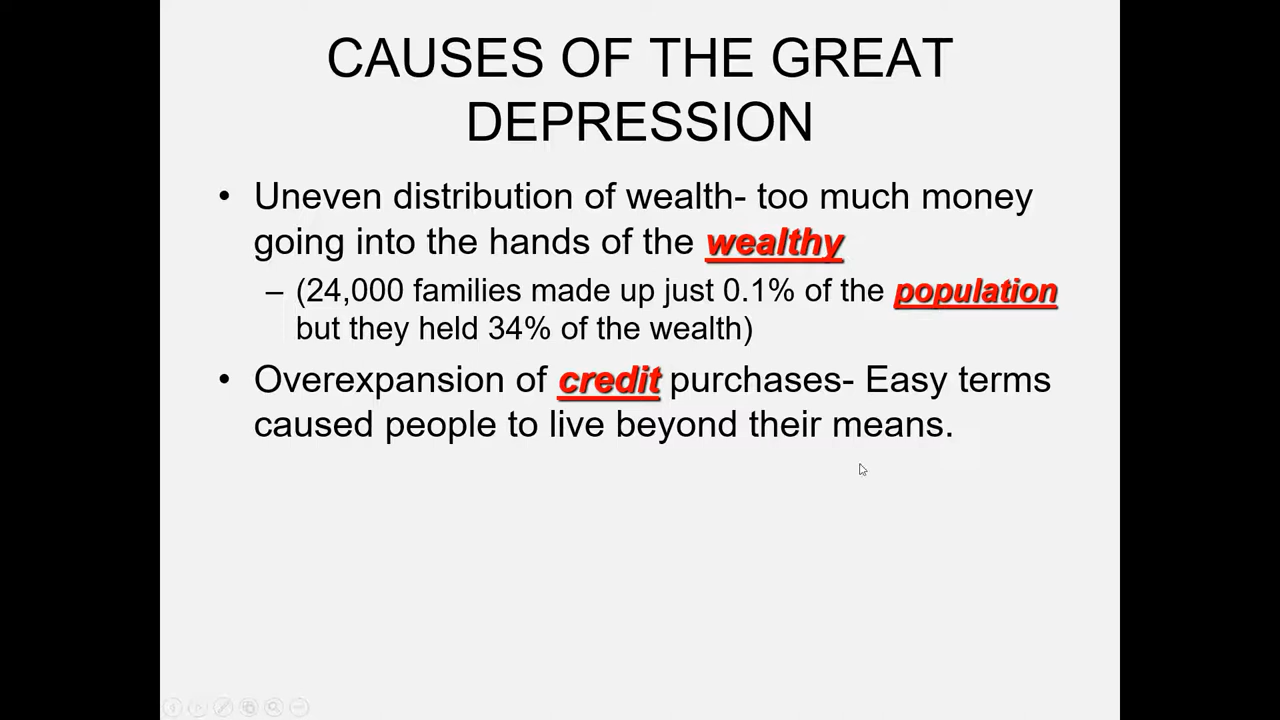 CAUSES OF THE GREAT
DEPRESSION
• Uneven distribution of wealth- too much money
going into the hands of the wealthy
– (24,000 families made up just 0.1% of the population
but they held 34% of the wealth)
• Overexpansion of credit purchases- Easy terms
caused people to live beyond their means.